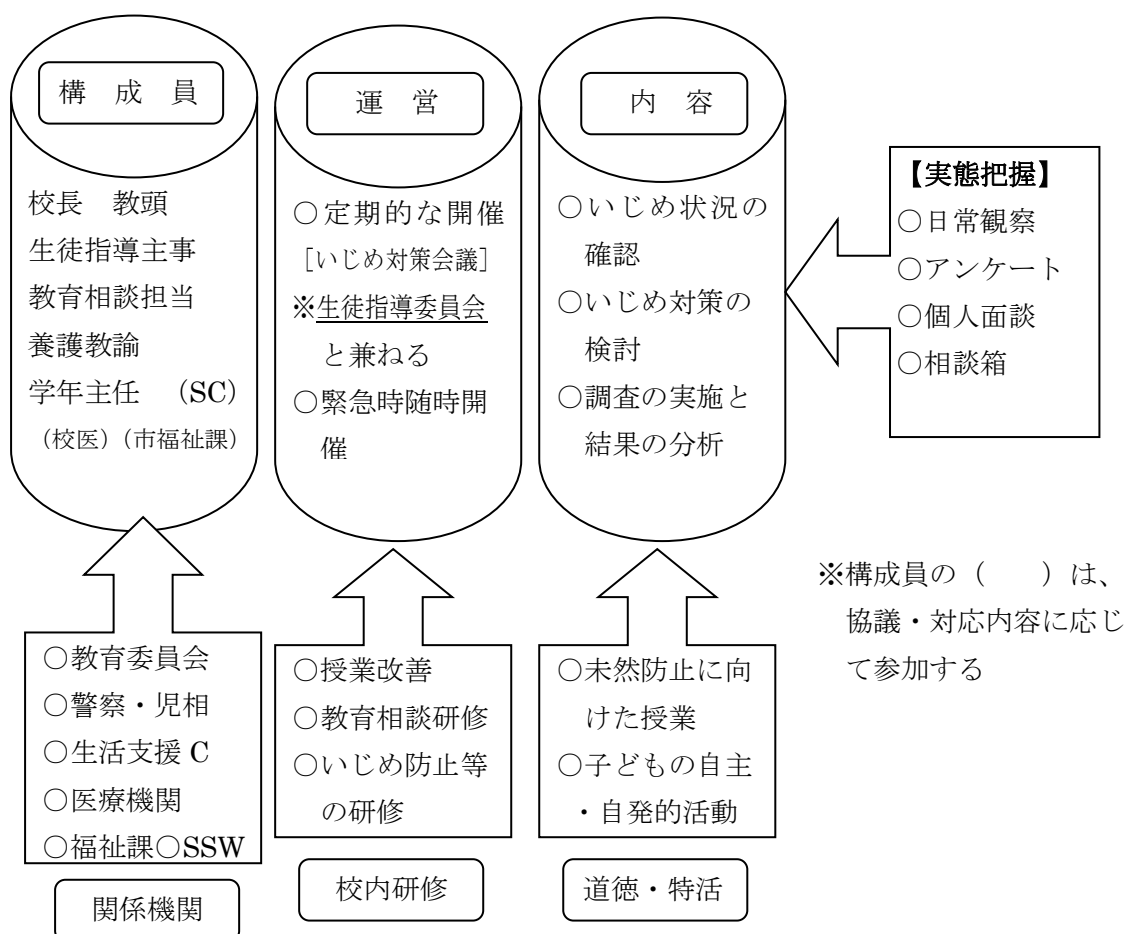 構 成 員
校長 教頭
生徒指導主事
教育相談担当
養護教諭
学年主任 (SC)
(校医)(市福祉課)
運 営
○定期的な開催
[いじめ対策会議]
※生徒指導委員会
と兼ねる
○緊急時随時開
催
内 容
○いじめ状況の
確認
○いじめ対策の
検討
○調査の実施と
結果の分析
【実態把握】
○日常観察
○アンケート
○個人面談
○相談箱
※構成員の( )は、
協議・対応内容に応じ
て参加する
○教育委員会
○警察・児相
○生活支援 C
○医療機関
○福祉課○SSW
関係機関
○授業改善
○教育相談研修
○いじめ防止等
の研修
校内研修
○未然防止に向
けた授業
○子どもの自主
・自発的活動
道徳・特活